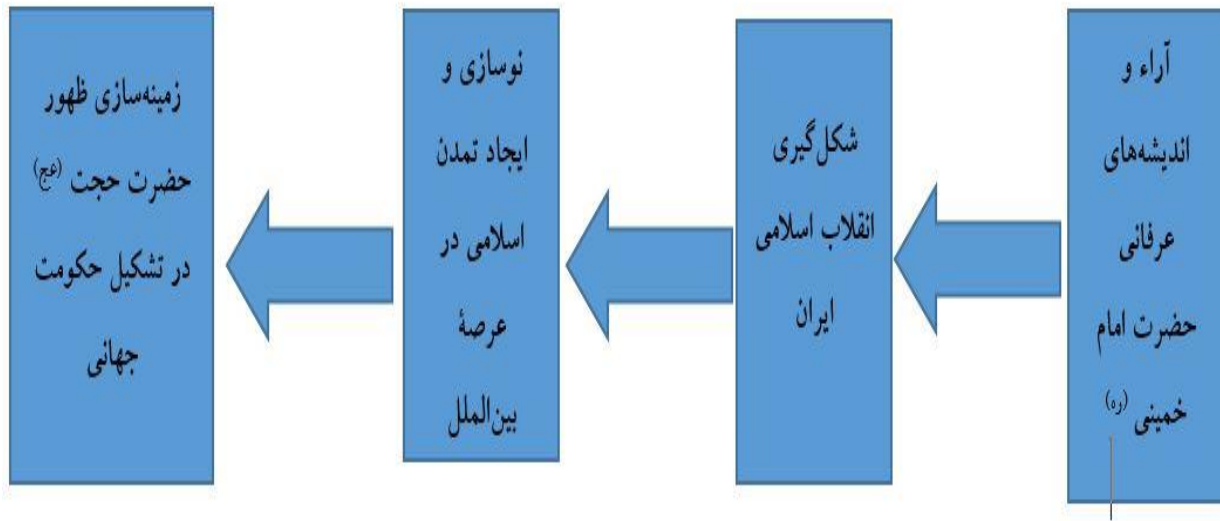 آراء و
اندیشه‌های
عرفانی
حضرت امام
خمینی (ره)
شکل‌گیری
انقلاب اسلامی
ایران
نوسازی و
ایجاد تمدن
اسلامی در
عرصهٔ
بین‌الملل
زمینه‌سازی ظهور
حضرت حجت (عج)
در تشکیل حکومت
جهانی